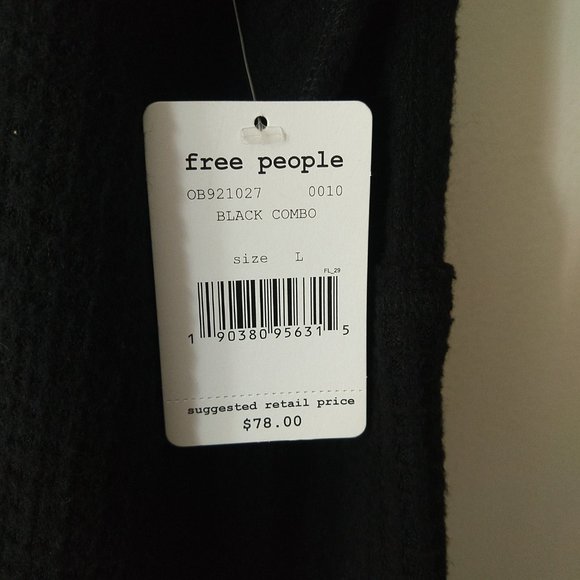 free people
OB921027 0010
BLACK COMBO
size L
FL_29
1 90380 95631 5
suggested retail price
$78.00